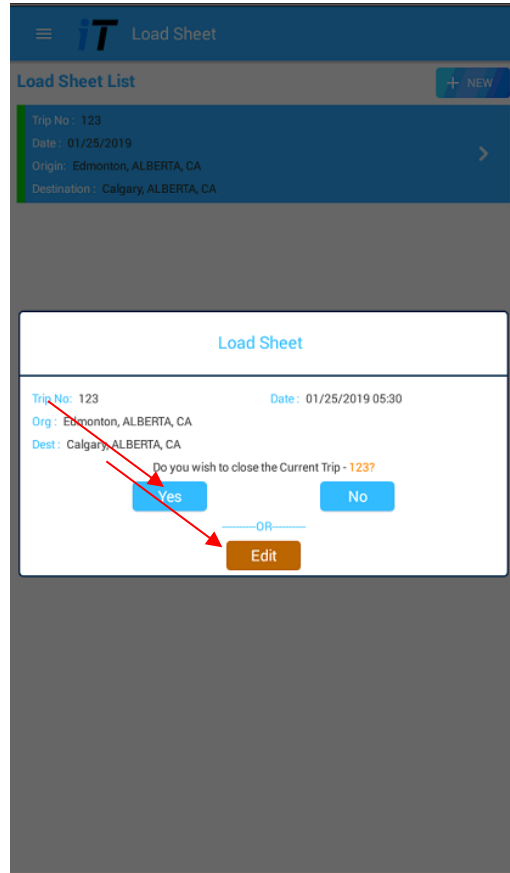 iT Load Sheet
Load Sheet List
+ NEW
Trip No : 123
Date : 01/25/2019
Origin: Edmonton, ALBERTA, CA
Destination : Calgary, ALBERTA, CA
Load Sheet
Trip No: 123 Date : 01/25/2019 05:30
Org : Edmonton, ALBERTA, CA
Dest : Calgary, ALBERTA, CA
Do you wish to close the Current Trip - 123?
Yes No
----------OR----------
Edit